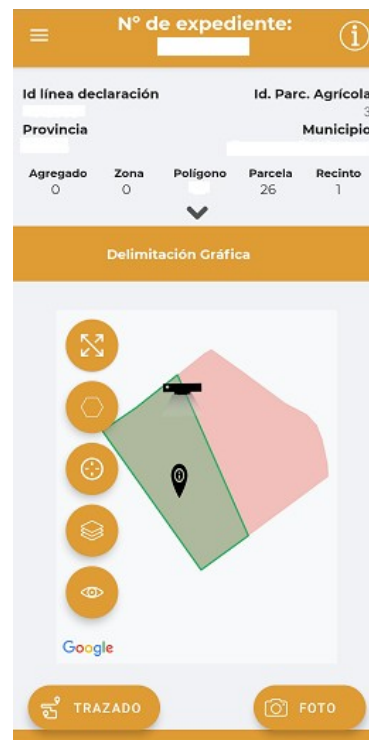 Nº de expediente:
Id línea declaración Id. Parc. Agrícola
3
Provincia Municipio
Agregado Zona Polígono Parcela Recinto
0 0 26 1
Delimitación Gráfica
Google
TRAZADO FOTO